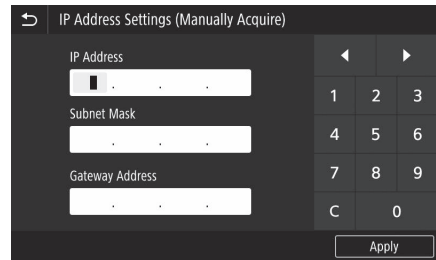 IP Address Settings (Manually Acquire)
IP Address
. . .
Subnet Mask
. . .
Gateway Address
. . .
1 2 3
4 5 6
7 8 9
C 0
Apply